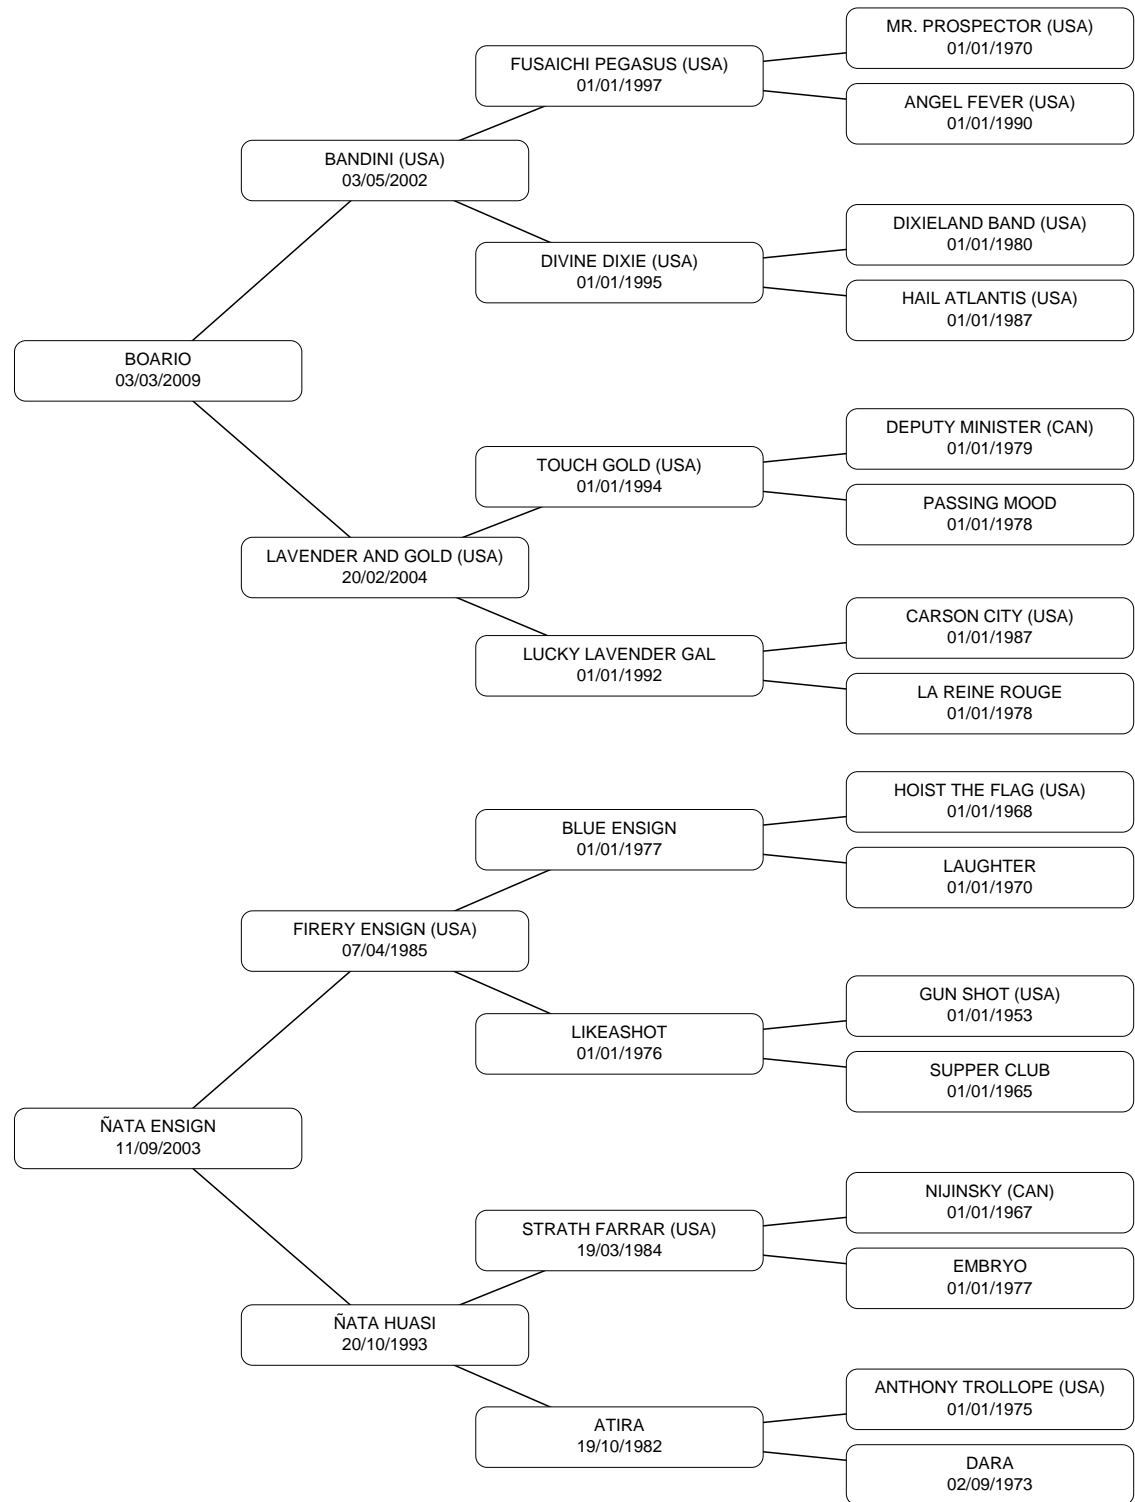 MR. PROSPECTOR (USA)
01/01/1970
FUSAICHI PEGASUS (USA)
01/01/1997
ANGEL FEVER (USA)
01/01/1990
BANDINI (USA)
03/05/2002
DIXIELAND BAND (USA)
01/01/1980
DIVINE DIXIE (USA)
01/01/1995
HAIL ATLANTIS (USA)
01/01/1987
BOARIO
03/03/2009
DEPUTY MINISTER (CAN)
01/01/1979
TOUCH GOLD (USA)
01/01/1994
PASSING MOOD
01/01/1978
LAVENDER AND GOLD (USA)
20/02/2004
CARSON CITY (USA)
01/01/1987
LUCKY LAVENDER GAL
01/01/1992
LA REINE ROUGE
01/01/1978
HOIST THE FLAG (USA)
01/01/1968
BLUE ENSIGN
01/01/1977
LAUGHTER
01/01/1970
FIRERY ENSIGN (USA)
07/04/1985
GUN SHOT (USA)
01/01/1953
LIKEASHOT
01/01/1976
SUPPER CLUB
01/01/1965
ÑATA ENSIGN
11/09/2003
NIJINSKY (CAN)
01/01/1967
STRATH FARRAR (USA)
19/03/1984
EMBRYO
01/01/1977
ÑATA HUASI
20/10/1993
ANTHONY TROLLOPE (USA)
01/01/1975
ATIRA
19/10/1982
DARA
02/09/1973